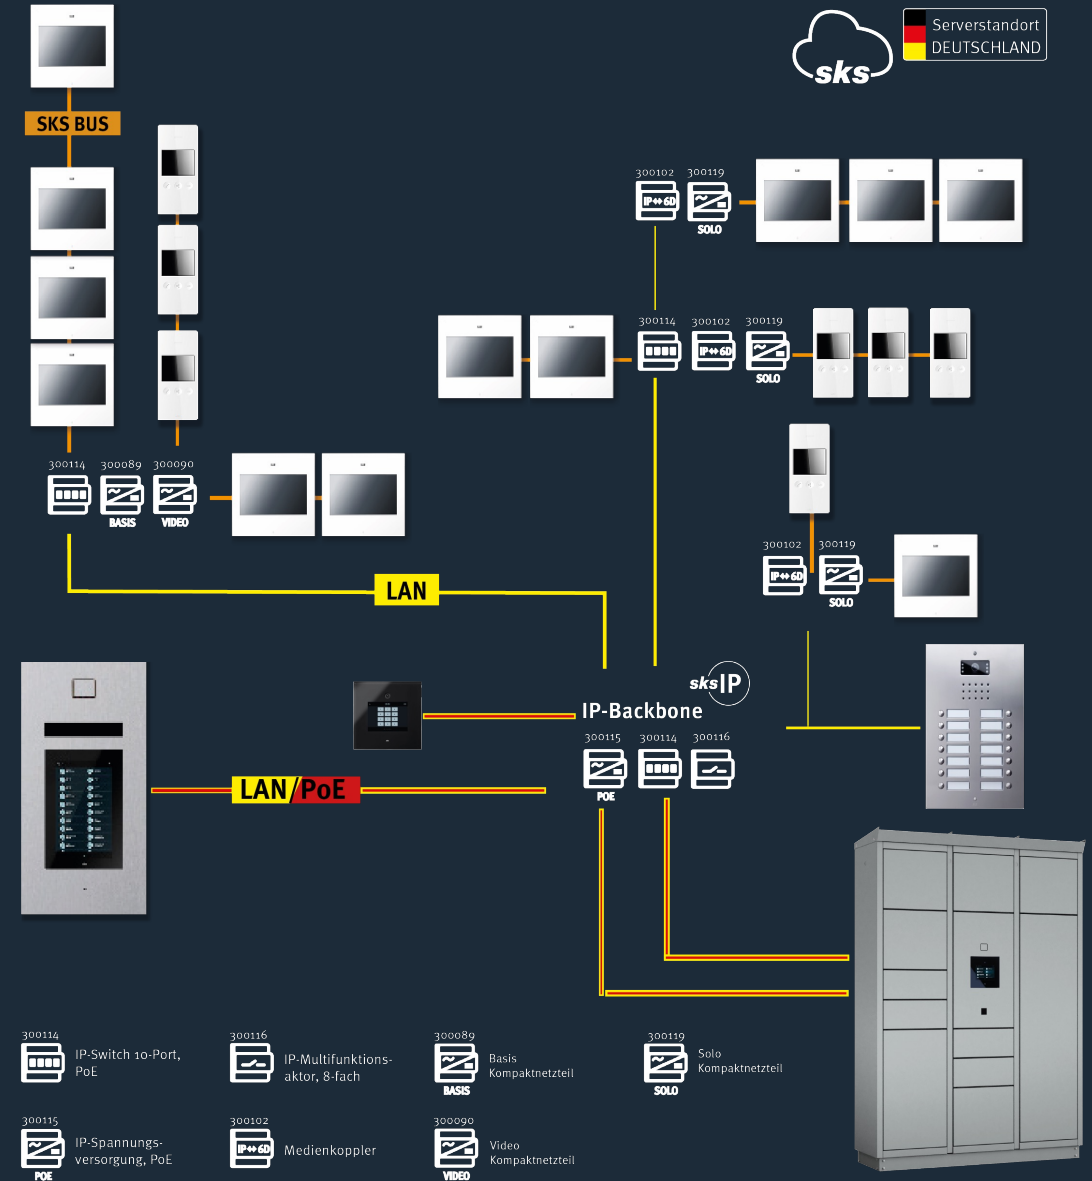 sks
Serverstandort
DEUTSCHLAND
SKS BUS
300102 300119
IP↔6D
SOLO
300114 300102 300119
IP↔6D
SOLO
300114 300089 300090
BASIS VIDEO
300102 300119
IP↔6D
SOLO
LAN
sks IP
IP-Backbone
300115 300114 300116
POE
LAN/PoE
300114
IP-Switch 10-Port,
PoE
300116
IP-Multifunktions-
aktor, 8-fach
300089
BASIS
Basis
Kompaktnetzteil
300119
SOLO
Solo
Kompaktnetzteil
300115
POE
IP-Spannungs-
versorgung, PoE
300102
IP↔6D
Medienkoppler
300090
VIDEO
Video
Kompaktnetzteil